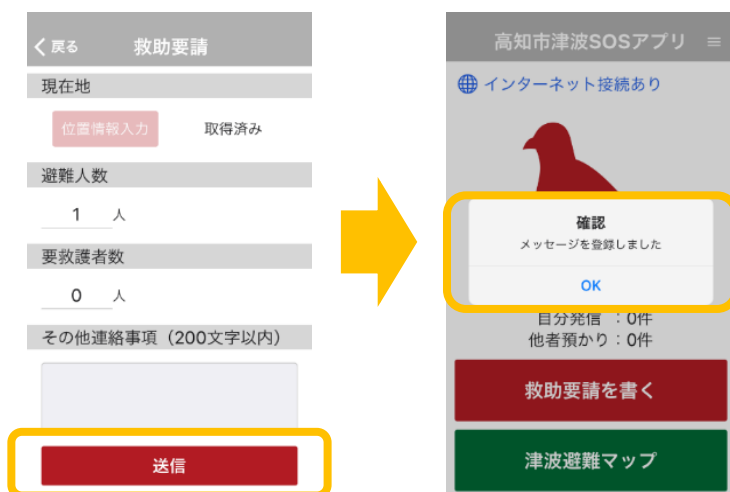 戻る 救助要請
現在地
位置情報入力 取得済み
避難人数
1 人
要救護者数
0 人
その他連絡事項（200文字以内）
送信
高知市津波SOSアプリ
インターネット接続あり
確認
メッセージを登録しました
OK
自分発信 ：0件
他者預かり：0件
救助要請を書く
津波避難マップ